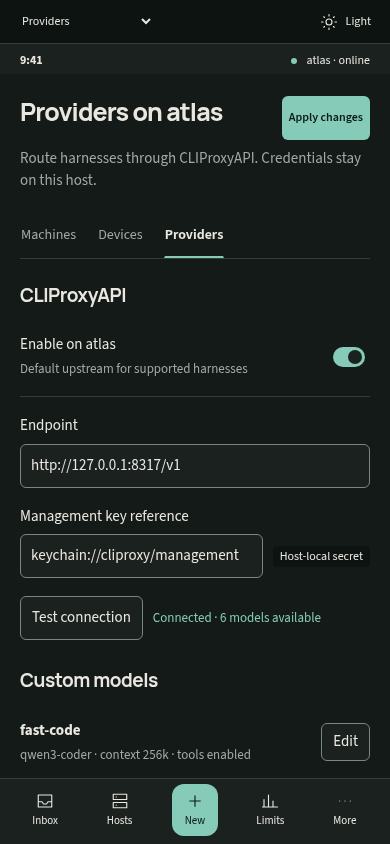 Providers
Light
9:41
atlas · online
Providers on atlas
Apply changes
Route harnesses through CLIProxyAPI. Credentials stay
on this host.
Machines
Devices
Providers
CLIProxyAPI
Enable on atlas
Default upstream for supported harnesses
Endpoint
http://127.0.0.1:8317/v1
Management key reference
keychain://cliproxy/management
Host-local secret
Test connection
Connected · 6 models available
Custom models
fast-code
qwen3-coder · context 256k · tools enabled
Edit
Inbox
Hosts
New
Limits
More